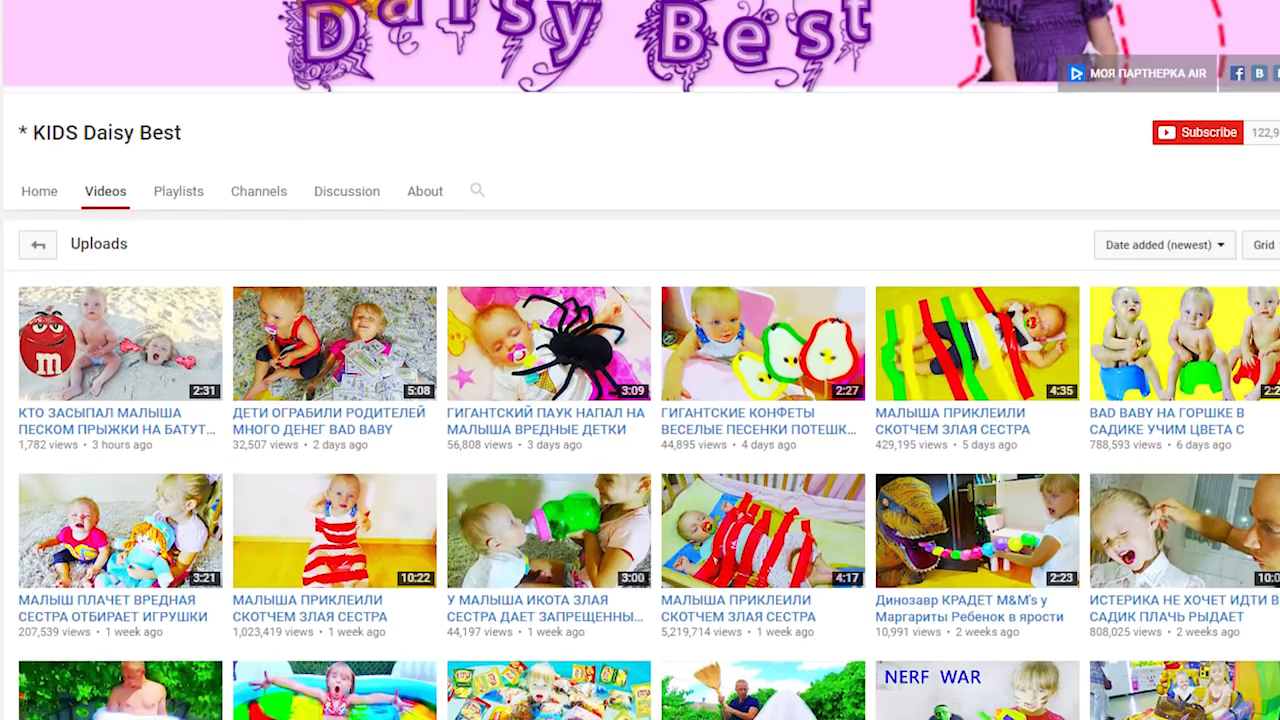 Daisy Best
МОЯ ПАРТНЕРКА AIR
* KIDS Daisy Best
Subscribe 122,9
Home Videos Playlists Channels Discussion About
Uploads
Date added (newest) Grid
m
2:31 5:08 3:09 2:27 4:35 2:2
КТО ЗАСЫПАЛ МАЛЫША ДЕТИ ОГРАБИЛИ РОДИТЕЛЕЙ ГИГАНТСКИЙ ПАУК НАПАЛ НА ГИГАНТСКИЕ КОНФЕТЫ МАЛЫША ПРИКЛЕИЛИ BAD BABY НА ГОРШКЕ В
ПЕСКОМ ПРЫЖКИ НА БАТУТ... МНОГО ДЕНЕГ BAD BABY МАЛЫША ВРЕДНЫЕ ДЕТКИ ВЕСЕЛЫЕ ПЕСЕНКИ ПОТЕШК... СКОТЧЕМ ЗЛАЯ СЕСТРА САДИКЕ УЧИМ ЦВЕТА С
1,782 views • 3 hours ago 32,507 views • 2 days ago 56,808 views • 3 days ago 44,895 views • 4 days ago 429,195 views • 5 days ago 788,593 views • 6 days ago
3:21 10:22 3:00 4:17 2:23 10:0
МАЛЫШ ПЛАЧЕТ ВРЕДНАЯ МАЛЫША ПРИКЛЕИЛИ У МАЛЫША ИКОТА ЗЛАЯ МАЛЫША ПРИКЛЕИЛИ Динозавр КРАДЕТ M&M's у ИСТЕРИКА НЕ ХОЧЕТ ИДТИ В
СЕСТРА ОТБИРАЕТ ИГРУШКИ СКОТЧЕМ ЗЛАЯ СЕСТРА СЕСТРА ДАЕТ ЗАПРЕЩЕННЫ... СКОТЧЕМ ЗЛАЯ СЕСТРА Маргариты Ребенок в ярости САДИК ПЛАЧЬ РЫДАЕТ
207,539 views • 1 week ago 1,023,419 views • 1 week ago 44,197 views • 1 week ago 5,219,714 views • 1 week ago 10,991 views • 2 weeks ago 808,025 views • 2 weeks ago
NERF WAR